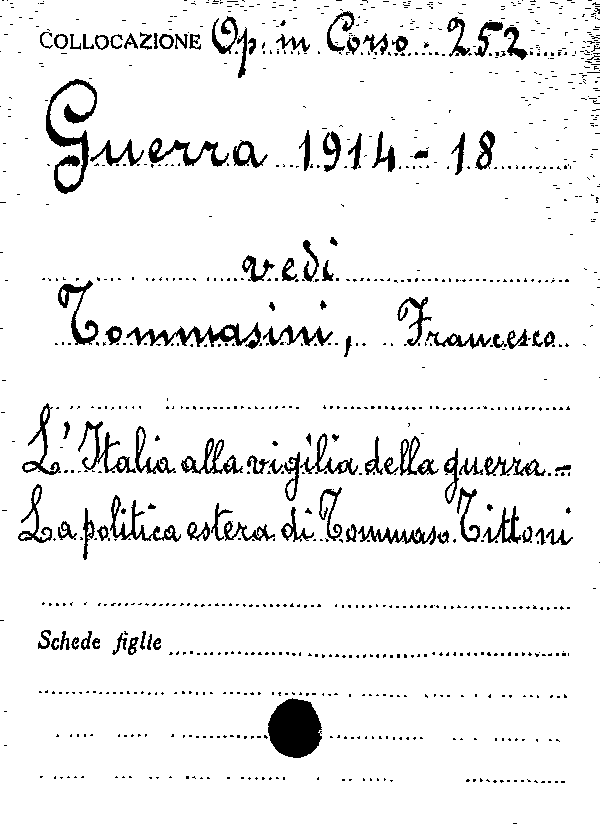 COLLOCAZIONE Op. in Corso. 252
Guerra 1914-18
vedi
Tommasini, Francesco
L'Italia alla vigilia della guerra -
La politica estera di Tommaso Tittoni
Schede figlie